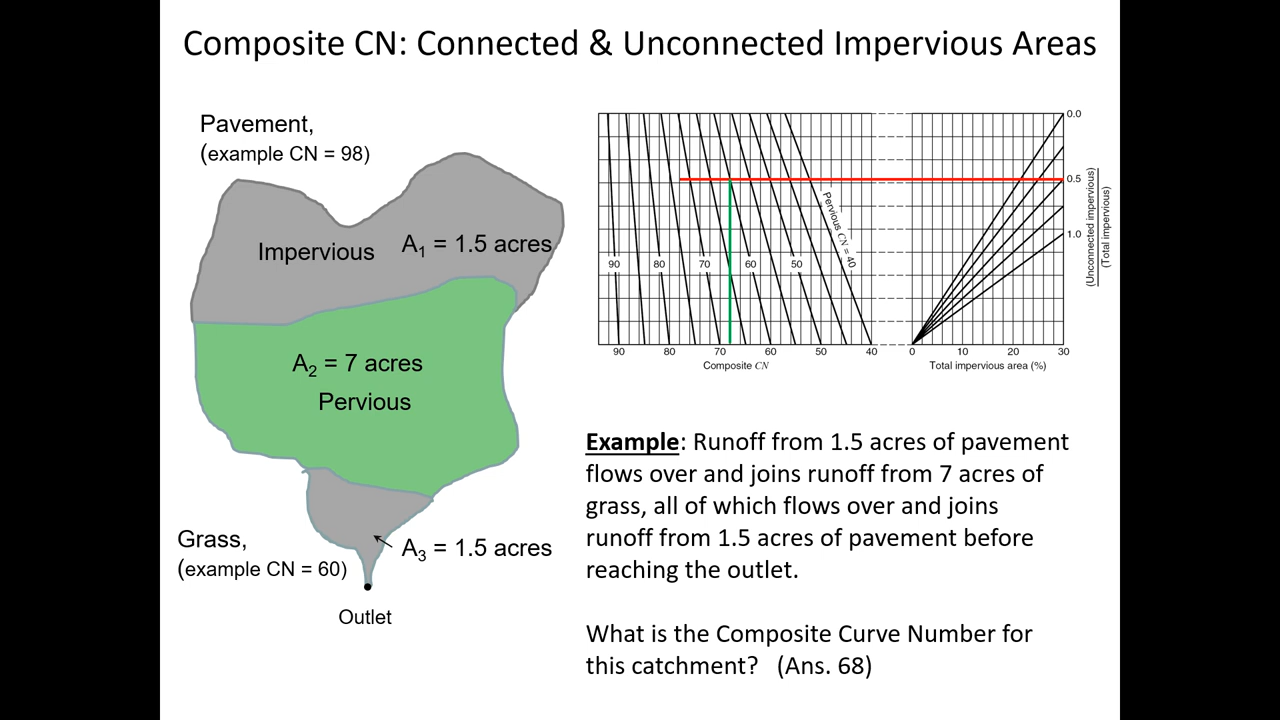 Composite CN: Connected & Unconnected Impervious Areas
Pavement,
(example CN = 98)
Impervious
A1 = 1.5 acres
A2 = 7 acres
Pervious
Grass,
(example CN = 60)
A3 = 1.5 acres
Outlet
Pervious CN = 40
90 80 70 60 50
90 80 70 60 50 40
Composite CN
0.0
0.5
1.0
(Unconnected impervious)
(Total impervious)
0 10 20 30
Total impervious area (%)
Example: Runoff from 1.5 acres of pavement
flows over and joins runoff from 7 acres of
grass, all of which flows over and joins
runoff from 1.5 acres of pavement before
reaching the outlet.
What is the Composite Curve Number for
this catchment? (Ans. 68)